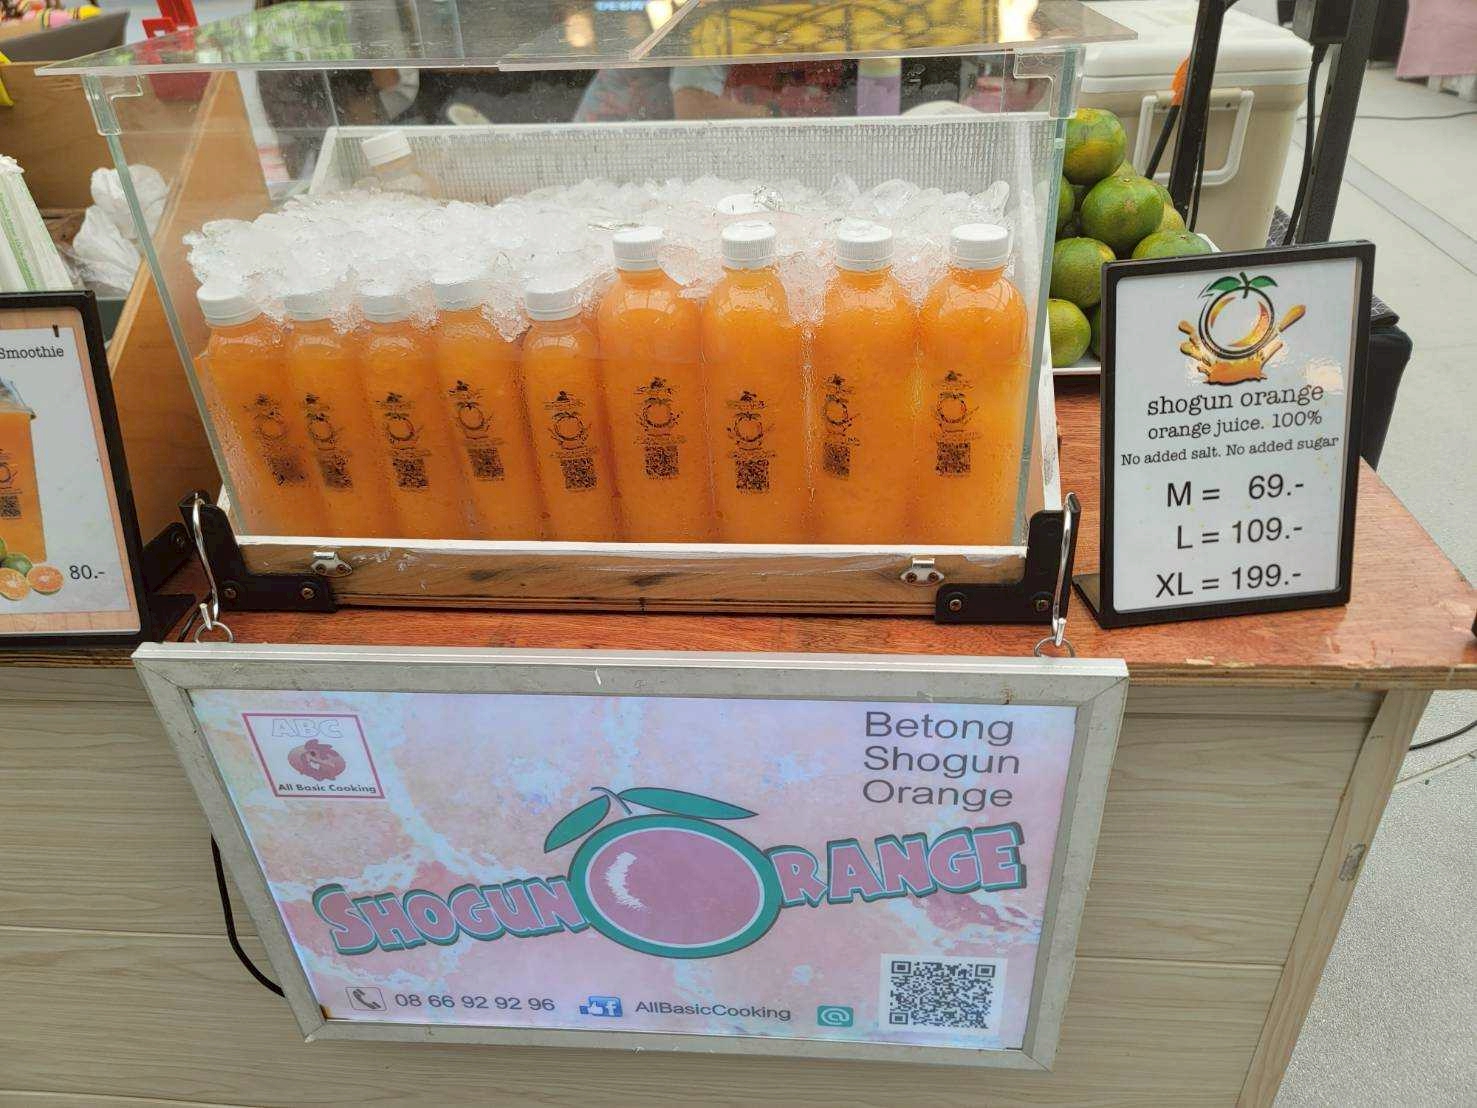 Smoothie
80.-
shogun orange
orange juice. 100%
No added salt. No added sugar
M = 69.-
L = 109.-
XL = 199.-
ABC
All Basic Cooking
Betong
Shogun
Orange
SHOGUN ORANGE
08 66 92 92 96
AllBasicCooking